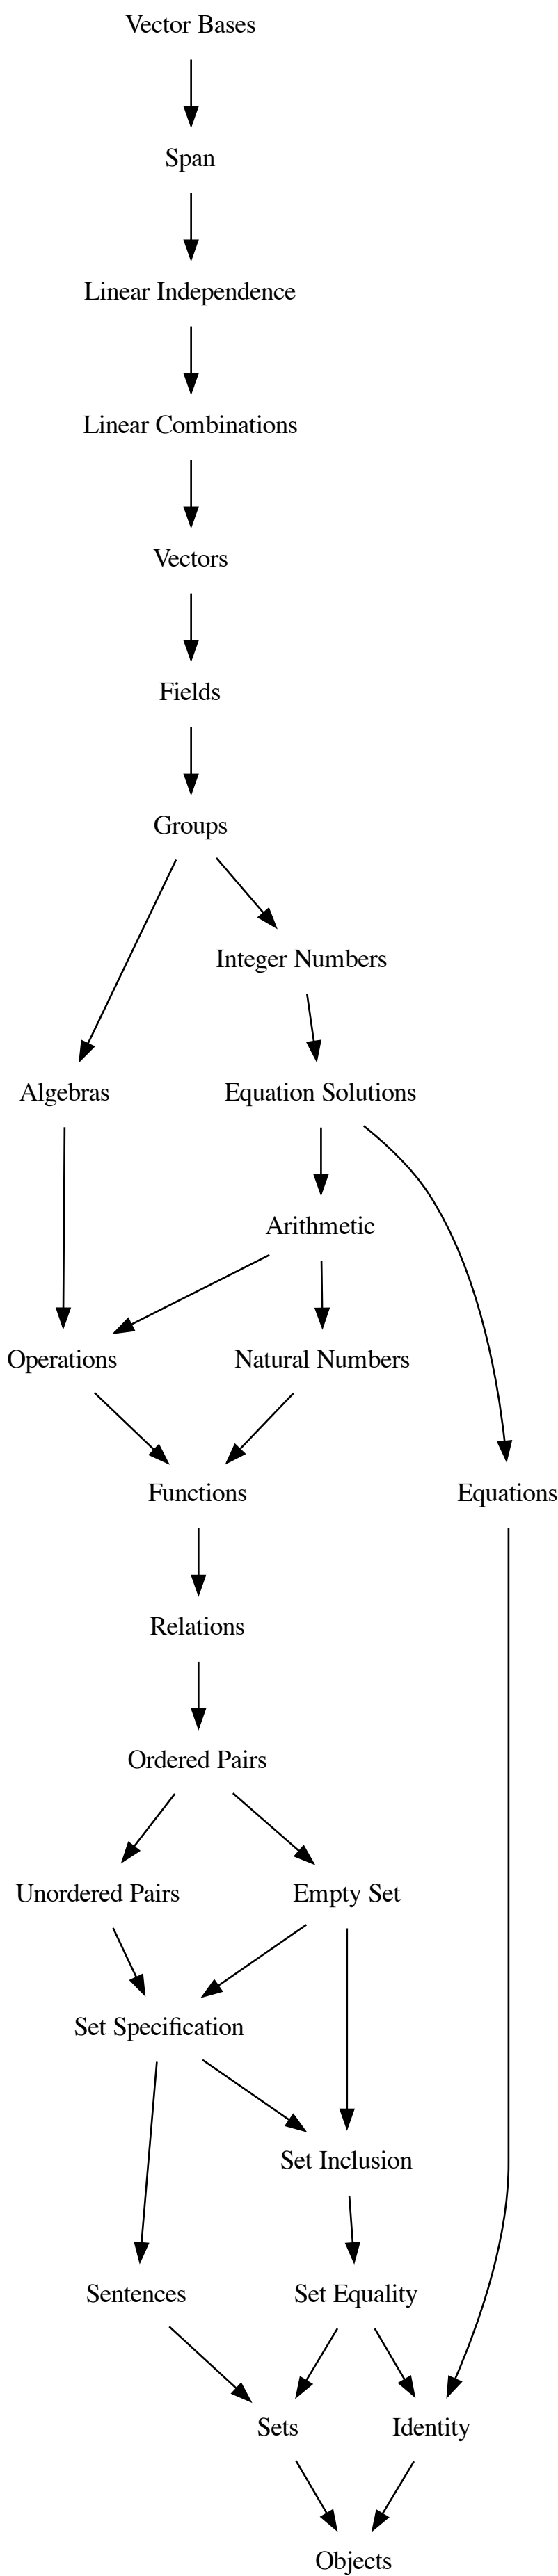 Vector Bases
Span
Linear Independence
Linear Combinations
Vectors
Fields
Groups
Integer Numbers
Algebras
Equation Solutions
Arithmetic
Operations
Natural Numbers
Functions
Equations
Relations
Ordered Pairs
Unordered Pairs
Empty Set
Set Specification
Set Inclusion
Sentences
Set Equality
Sets
Identity
Objects